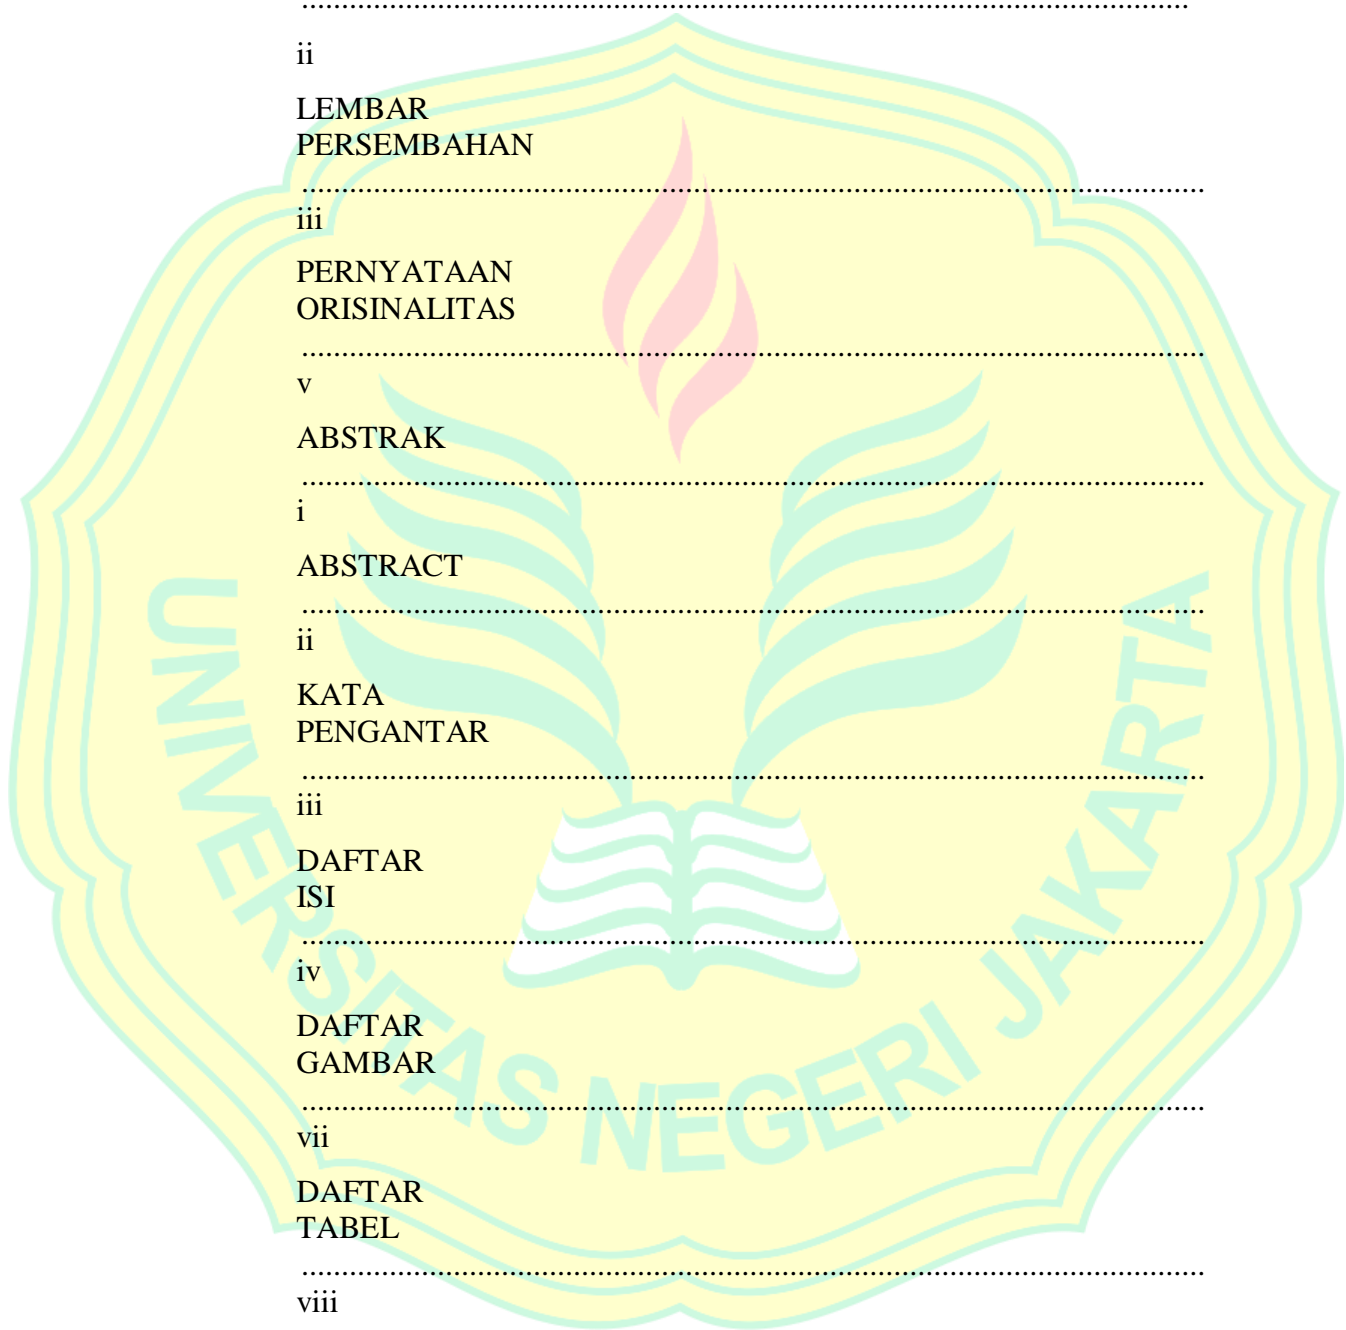 ..................................................................................................................
ii
LEMBAR
PERSEMBAHAN
..................................................................................................................
iii
PERNYATAAN
ORISINALITAS
..................................................................................................................
v
ABSTRAK
..................................................................................................................
i
ABSTRACT
..................................................................................................................
ii
KATA
PENGANTAR
..................................................................................................................
iii
DAFTAR
ISI
..................................................................................................................
iv
DAFTAR
GAMBAR
..................................................................................................................
vii
DAFTAR
TABEL
..................................................................................................................
viii
UNIVERSITAS NEGERI JAKARTA